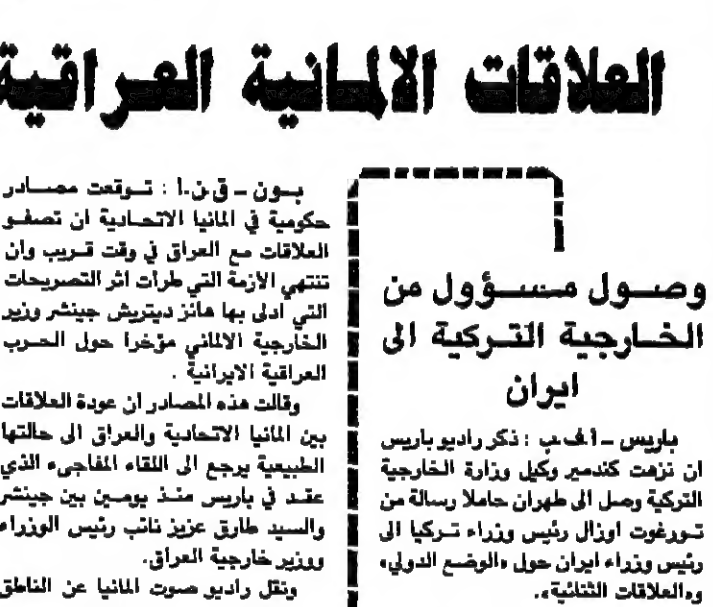 العلاقات الالمانية العراقية
بون - ق.ن.ا : توقعت مصادر
حكومية في المانيا الاتحادية ان تصفو
العلاقات مع العراق في وقت قريب وان
تنتهي الازمة التي طرأت اثر التصريحات
التي ادلى بها هانز ديتريش جينشر وزير
الخارجية الالماني مؤخرا حول الحرب
العراقية الايرانية .
وقالت هذه المصادر ان عودة العلاقات
بين المانيا الاتحادية والعراق الى حالتها
الطبيعية يرجع الى اللقاء المفاجىء الذي
عقد في باريس منذ يومين بين جينشر
والسيد طارق عزيز نائب رئيس الوزراء
ووزير خارجية العراق.
ونقل راديو صوت المانيا عن الناطق
وصول مسؤول من
الخارجية التركية الى
ايران
باريس - أ.ف.ب : ذكر راديو باريس
ان نزهت كندمير وكيل وزارة الخارجية
التركية وصل الى طهران حاملا رسالة من
تورغوت اوزال رئيس وزراء تركيا الى
رئيس وزراء ايران حول «الوضع الدولي»
و«العلاقات الثنائية».